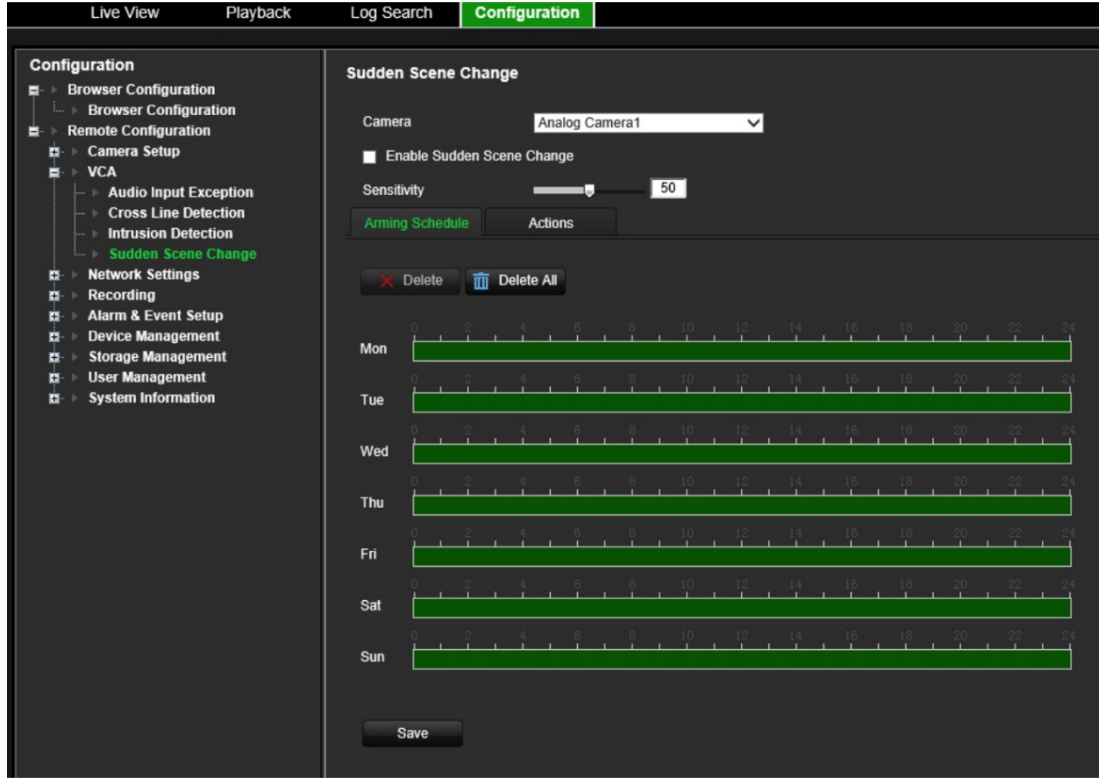 Live View Playback Log Search Configuration
Configuration
Browser Configuration
Browser Configuration
Remote Configuration
Camera Setup
VCA
Audio Input Exception
Cross Line Detection
Intrusion Detection
Sudden Scene Change
Network Settings
Recording
Alarm & Event Setup
Device Management
Storage Management
User Management
System Information
Sudden Scene Change
Camera Analog Camera1
Enable Sudden Scene Change
Sensitivity 50
Arming Schedule Actions
Delete Delete All
0 2 4 6 8 10 12 14 16 18 20 22 24
Mon
0 2 4 6 8 10 12 14 16 18 20 22 24
Tue
0 2 4 6 8 10 12 14 16 18 20 22 24
Wed
0 2 4 6 8 10 12 14 16 18 20 22 24
Thu
0 2 4 6 8 10 12 14 16 18 20 22 24
Fri
0 2 4 6 8 10 12 14 16 18 20 22 24
Sat
0 2 4 6 8 10 12 14 16 18 20 22 24
Sun
Save